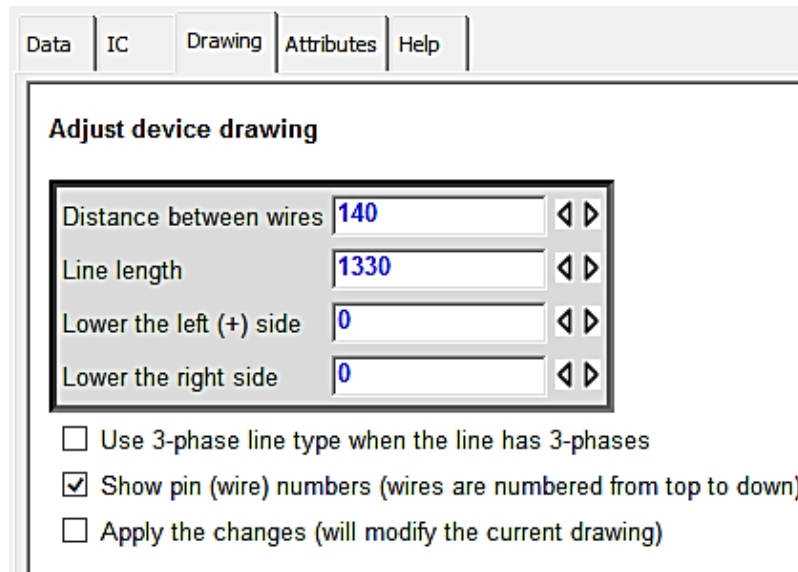 Data IC Drawing Attributes Help
Adjust device drawing
Distance between wires 140
Line length 1330
Lower the left (+) side 0
Lower the right side 0
Use 3-phase line type when the line has 3-phases
Show pin (wire) numbers (wires are numbered from top to down)
Apply the changes (will modify the current drawing)